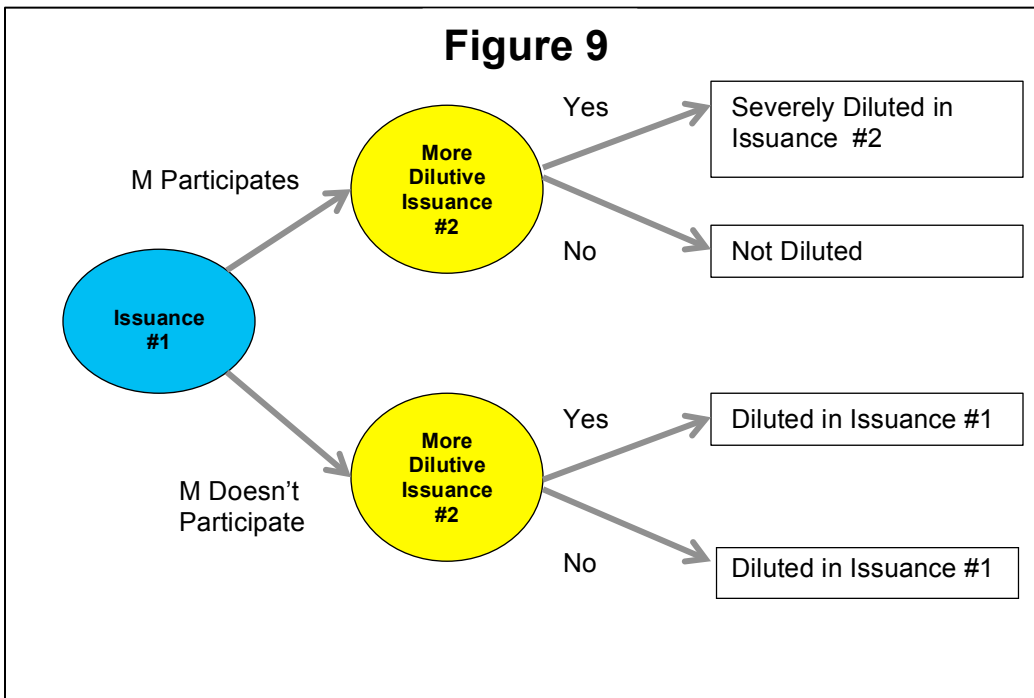 Figure 9
Yes
Severely Diluted in
Issuance #2
More
Dilutive
Issuance
#2
M Participates
No
Not Diluted
Issuance
#1
Yes
Diluted in Issuance #1
More
Dilutive
Issuance
#2
M Doesn’t
Participate
No
Diluted in Issuance #1